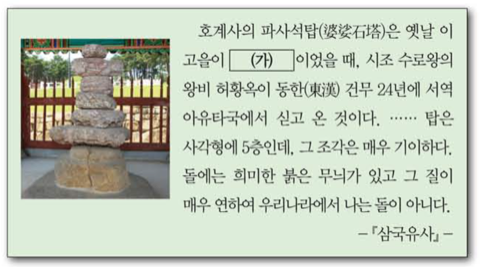 호계사의 파사석탑(婆娑石塔)은 옛날 이
고을이 (가) 이었을 때, 시조 수로왕의
왕비 허황옥이 동한(東漢) 건무 24년에 서역
아유타국에서 싣고 온 것이다. …… 탑은
사각형에 5층인데, 그 조각은 매우 기이하다.
돌에는 희미한 붉은 무늬가 있고 그 질이
매우 연하여 우리나라에서 나는 돌이 아니다.
－『삼국유사』－